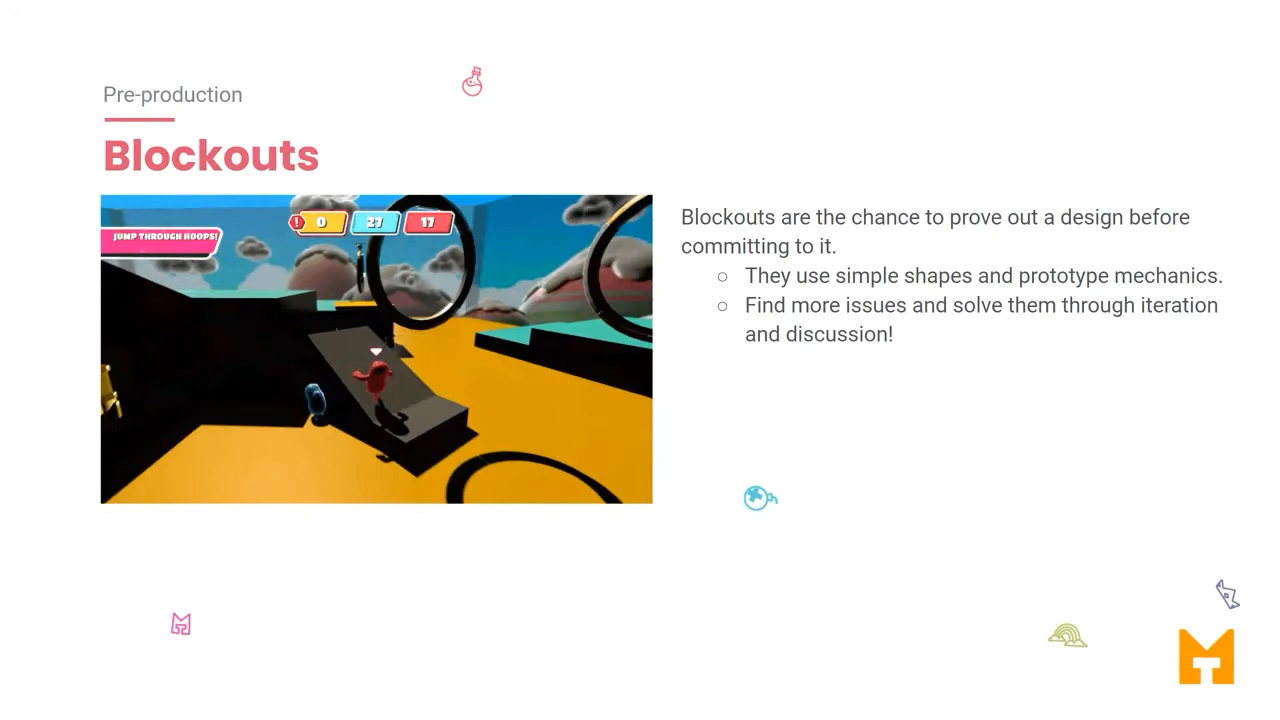 Pre-production
Blockouts
JUMP THROUGH HOOPS!
! 0 27 17
Blockouts are the chance to prove out a design before
committing to it.
○ They use simple shapes and prototype mechanics.
○ Find more issues and solve them through iteration
and discussion!